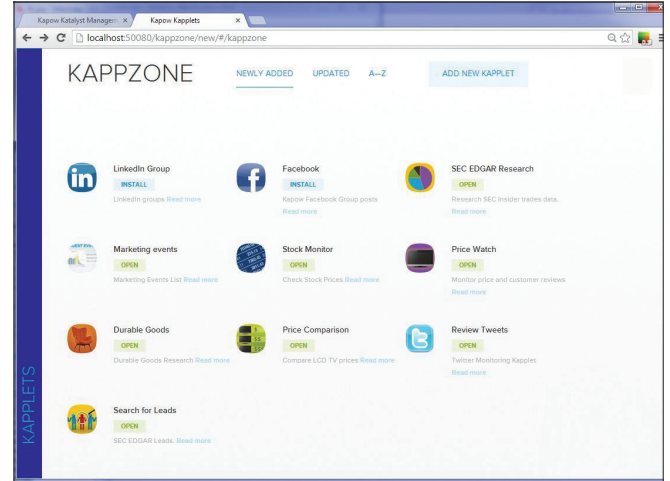 Kapow Katalyst Managem
Kapow Kapplets
localhost:50080/kappzone/new/#/kappzone
KAPPZONE
NEWLY ADDED
UPDATED
A—Z
ADD NEW KAPPLET
LinkedIn Group
INSTALL
LinkedIn groups Read more
Facebook
INSTALL
Kapow Facebook Group posts
Read more
SEC EDGAR Research
OPEN
Research SEC insider trades data.
Read more
Marketing events
OPEN
Marketing Events List Read more
Stock Monitor
OPEN
Check Stock Prices Read more
Price Watch
OPEN
Monitor price and customer reviews
Read more
Durable Goods
OPEN
Durable Goods Research Read more
Price Comparison
OPEN
Compare LCD TV prices Read more
Review Tweets
OPEN
Twitter Monitoring Kapplet
Read more
Search for Leads
OPEN
SEC EDGAR Leads. Read more
KAPPLETS